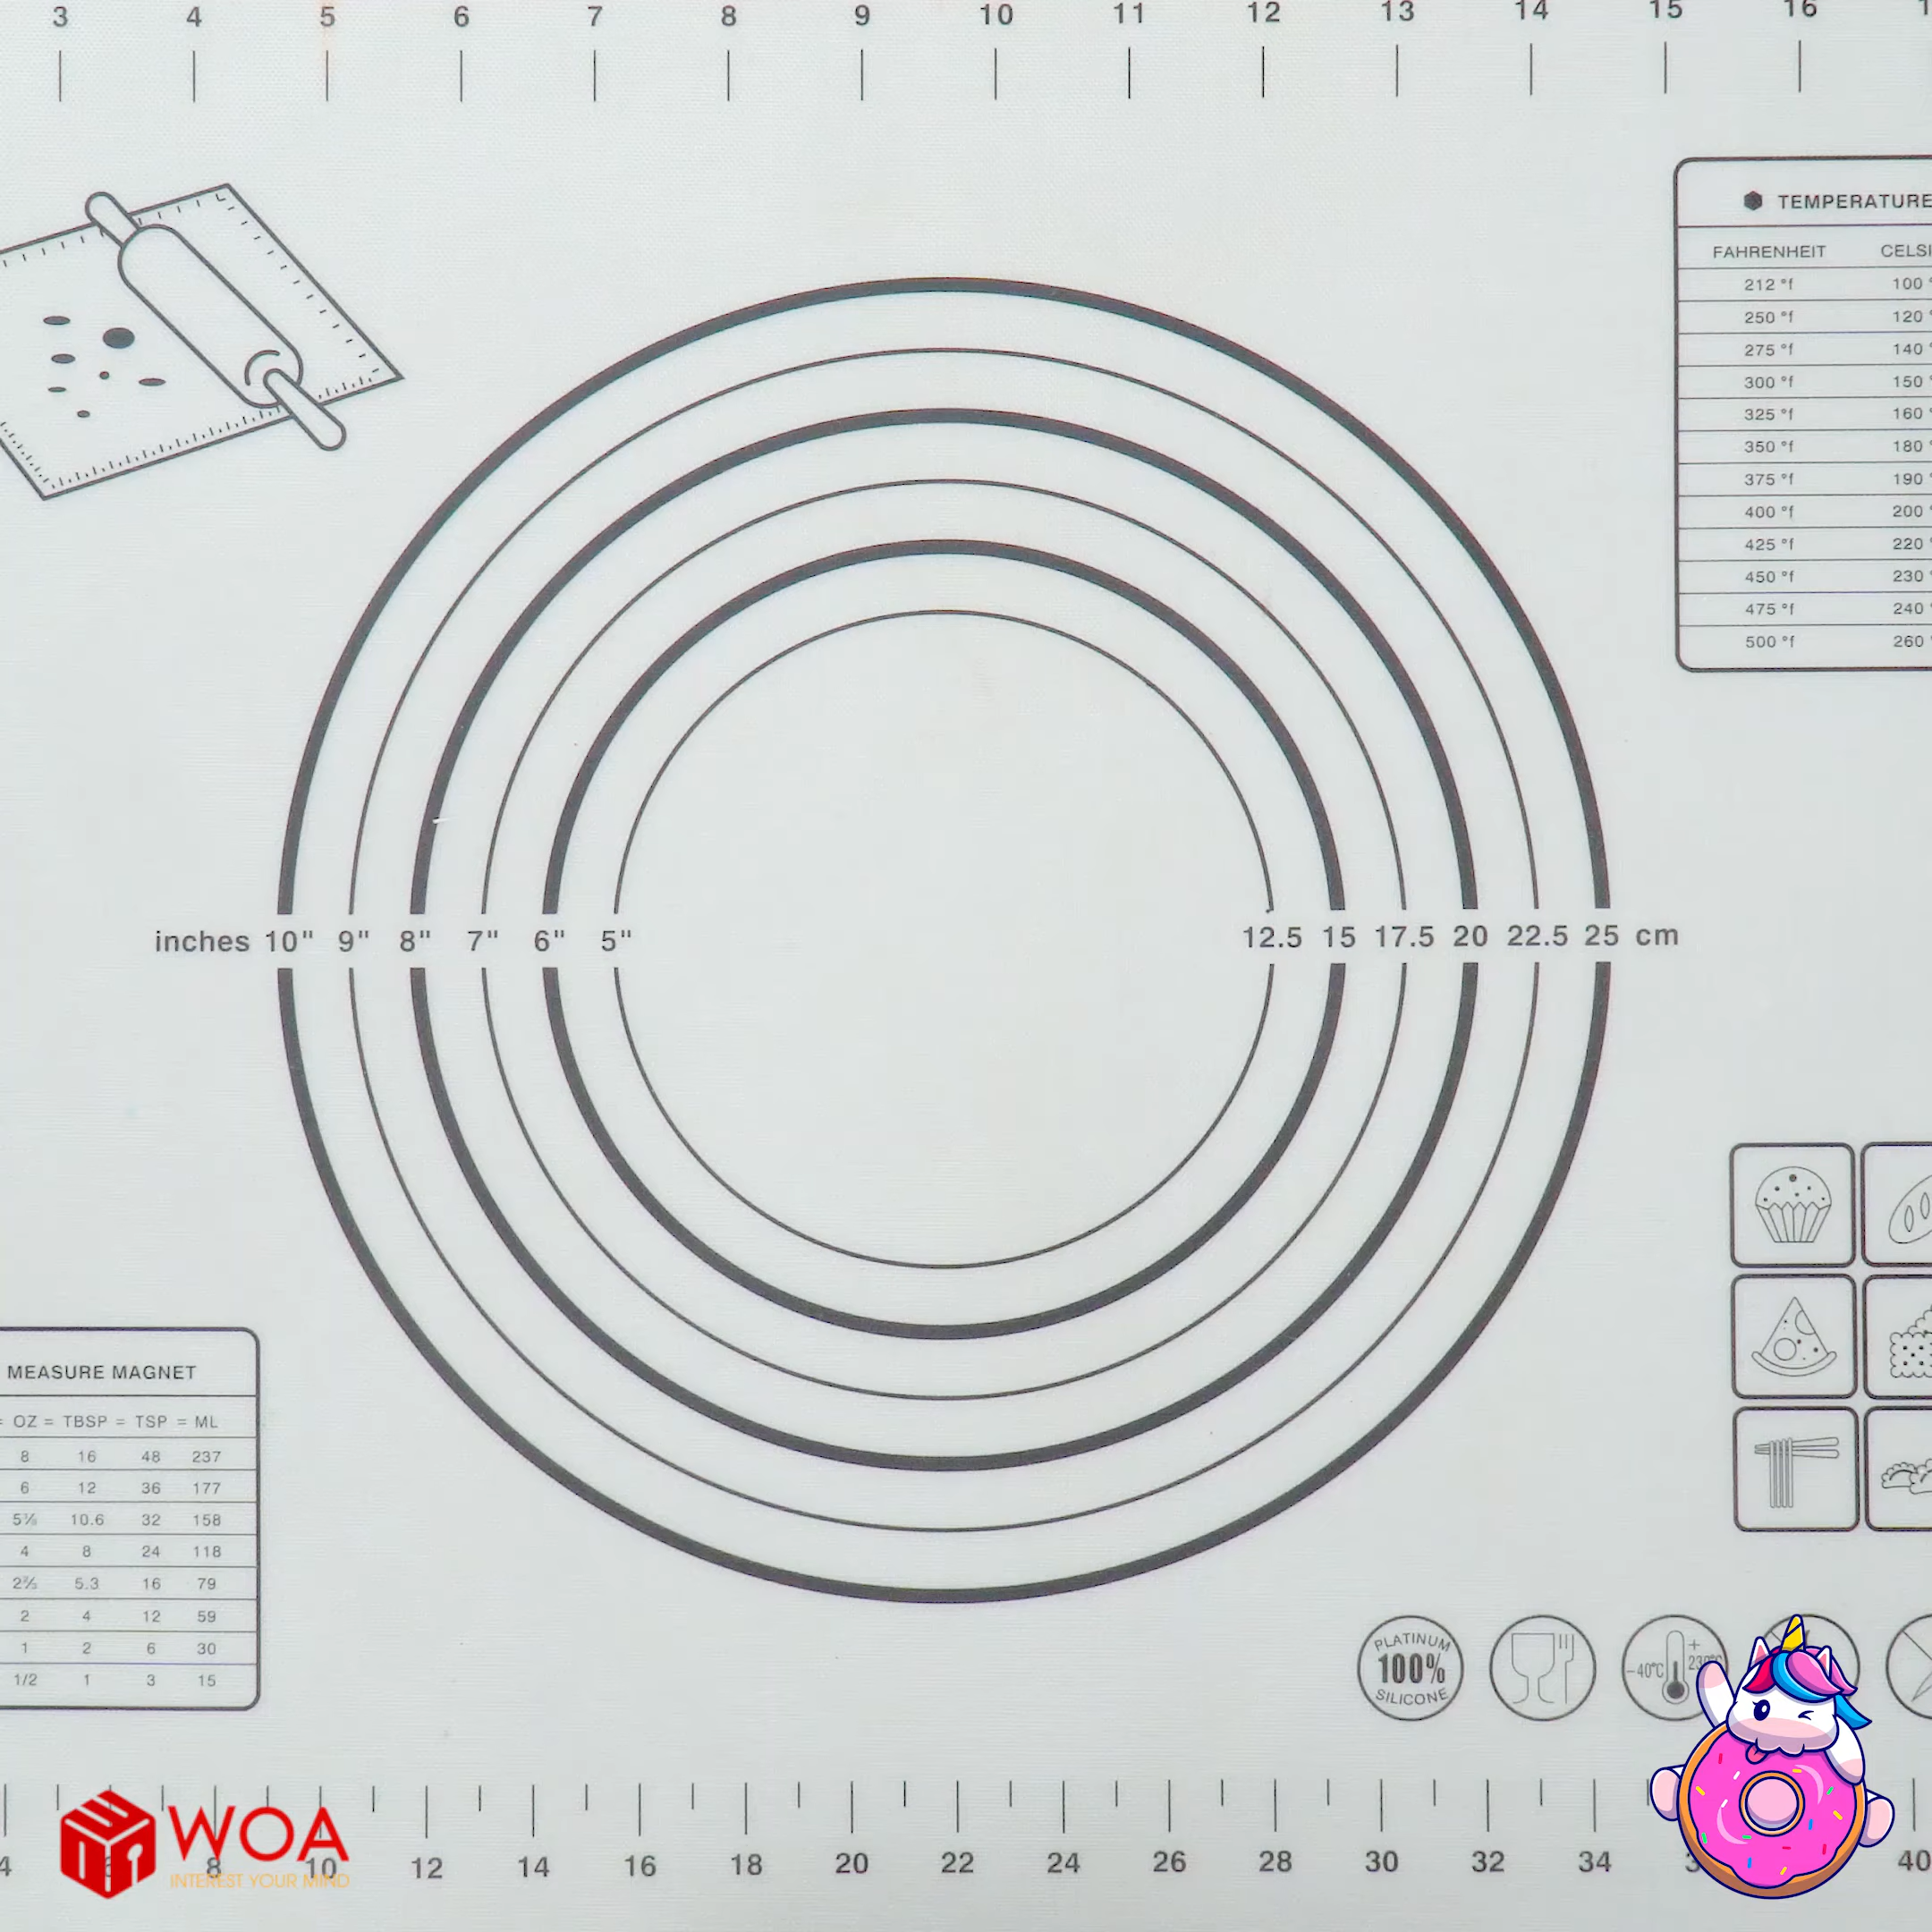 3 4 5 6 7 8 9 10 11 12 13 14 15 16
TEMPERATURE
FAHRENHEIT
212 °f 100
250 °f 120
275 °f 140
300 °f 150
325 °f 160
350 °f 180
375 °f 190
400 °f 200
425 °f 220
450 °f 230
475 °f 240
500 °f 260
inches 10" 9" 8" 7" 6" 5" 12.5 15 17.5 20 22.5 25 cm
MEASURE MAGNET
= OZ = TBSP = TSP = ML
8 16 48 237
6 12 36 177
5⅓ 10.6 32 158
4 8 24 118
2⅔ 5.3 16 79
2 4 12 59
1 2 6 30
1/2 1 3 15
PLATINUM
100%
SILICONE
-40°C
+
230°C
WOA
INTEREST YOUR MIND
4 8 10 12 14 16 18 20 22 24 26 28 30 32 34 40